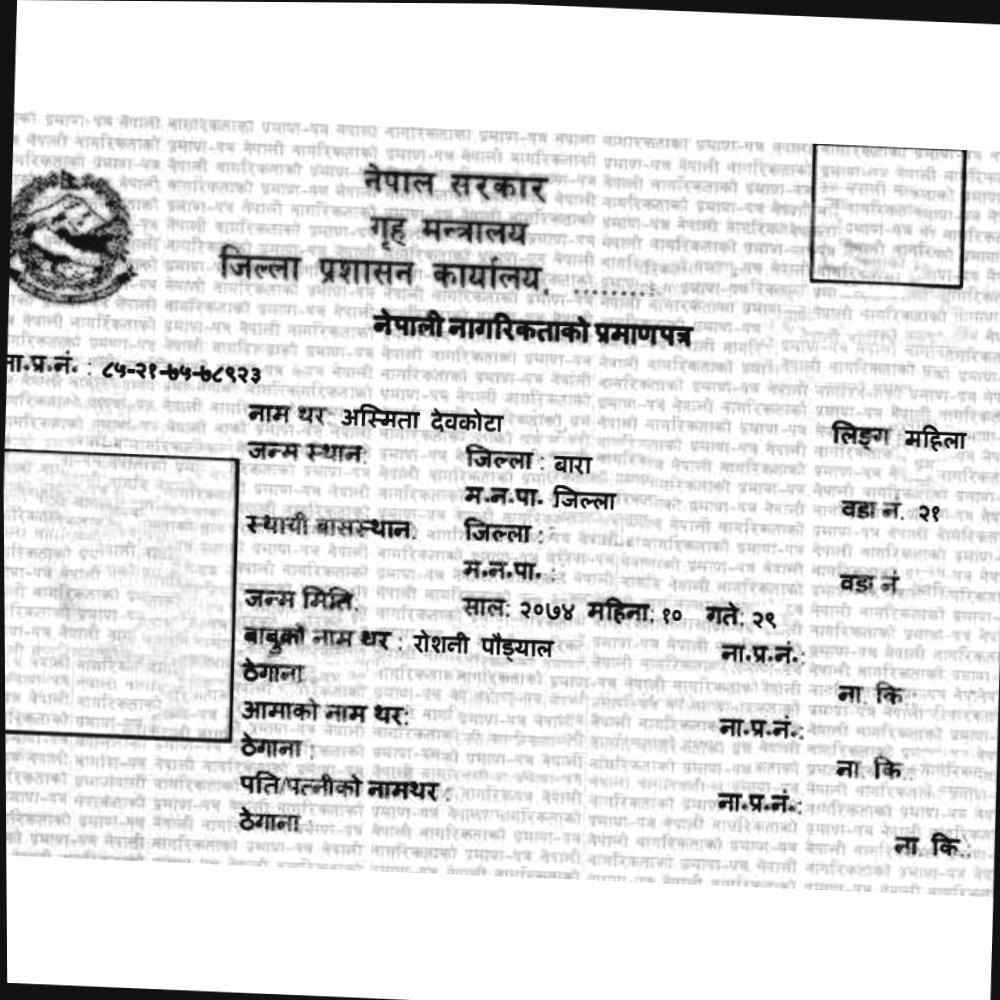 नेपाल सरकार
गृह मन्त्रालय
जिल्ला प्रशासन कार्यालय, ..........
नेपाली नागरिकताको प्रमाणपत्र
ना.प्र.नं. : ८५-२१-७५-७८९२३
नाम थर अस्मिता देवकोटा लिङ्ग महिला
जन्म स्थान: जिल्ला : बारा
म.न.पा. जिल्ला वडा नं. २१
स्थायी बासस्थान: जिल्ला :
म.न.पा. : वडा नं
जन्म मिति: साल: २०७४ महिना: १० गते: २९
बाबुको नाम थर : रोशनी पौड्याल ना.प्र.नं.:
ठेगाना ना. कि.:
आमाको नाम थर: ना.प्र.नं.:
ठेगाना : ना. कि.:
पति/पत्नीको नामथर : ना.प्र.नं.:
ठेगाना ना. कि.: